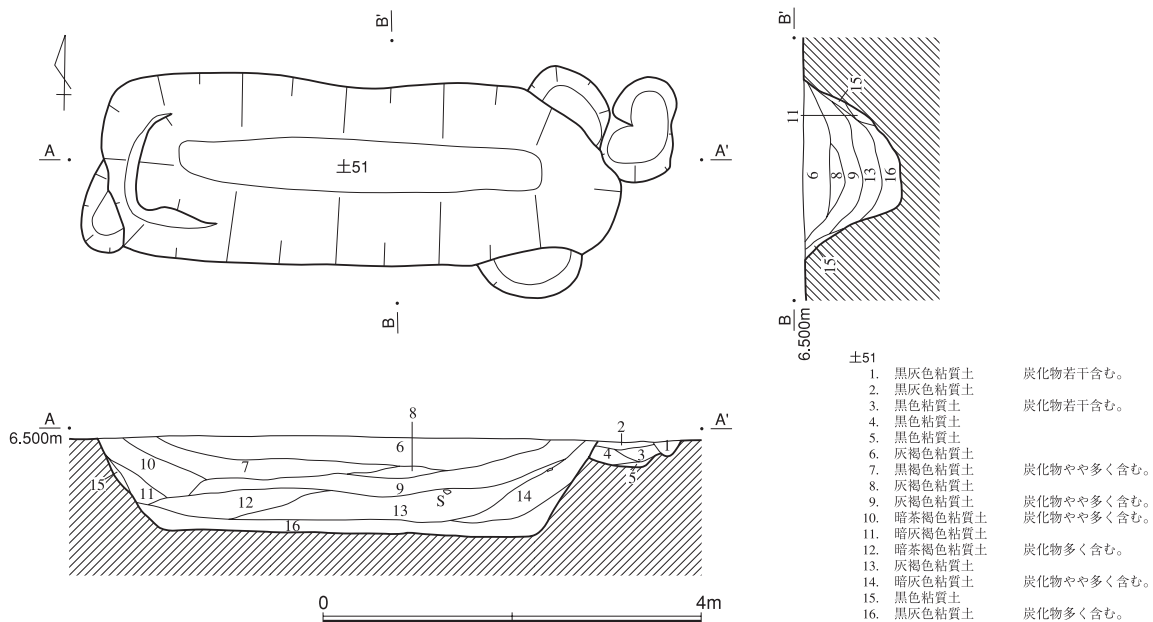 B'
A
土51
A'
B
B'
15
11
6
8
9
13
16
15
B
6.500m
A
6.500m
A'
8
2
6
1
4
3
5
10
7
15
11
12
9
S
14
13
16
0
4m
土51
1. 黒灰色粘質土 炭化物若干含む。
2. 黒灰色粘質土
3. 黒色粘質土 炭化物若干含む。
4. 黒色粘質土
5. 黒色粘質土
6. 灰褐色粘質土
7. 黒褐色粘質土 炭化物やや多く含む。
8. 灰褐色粘質土
9. 灰褐色粘質土 炭化物やや多く含む。
10. 暗茶褐色粘質土 炭化物やや多く含む。
11. 暗灰褐色粘質土
12. 暗茶褐色粘質土 炭化物多く含む。
13. 灰褐色粘質土
14. 暗灰色粘質土 炭化物やや多く含む。
15. 黒色粘質土
16. 黒灰色粘質土 炭化物多く含む。